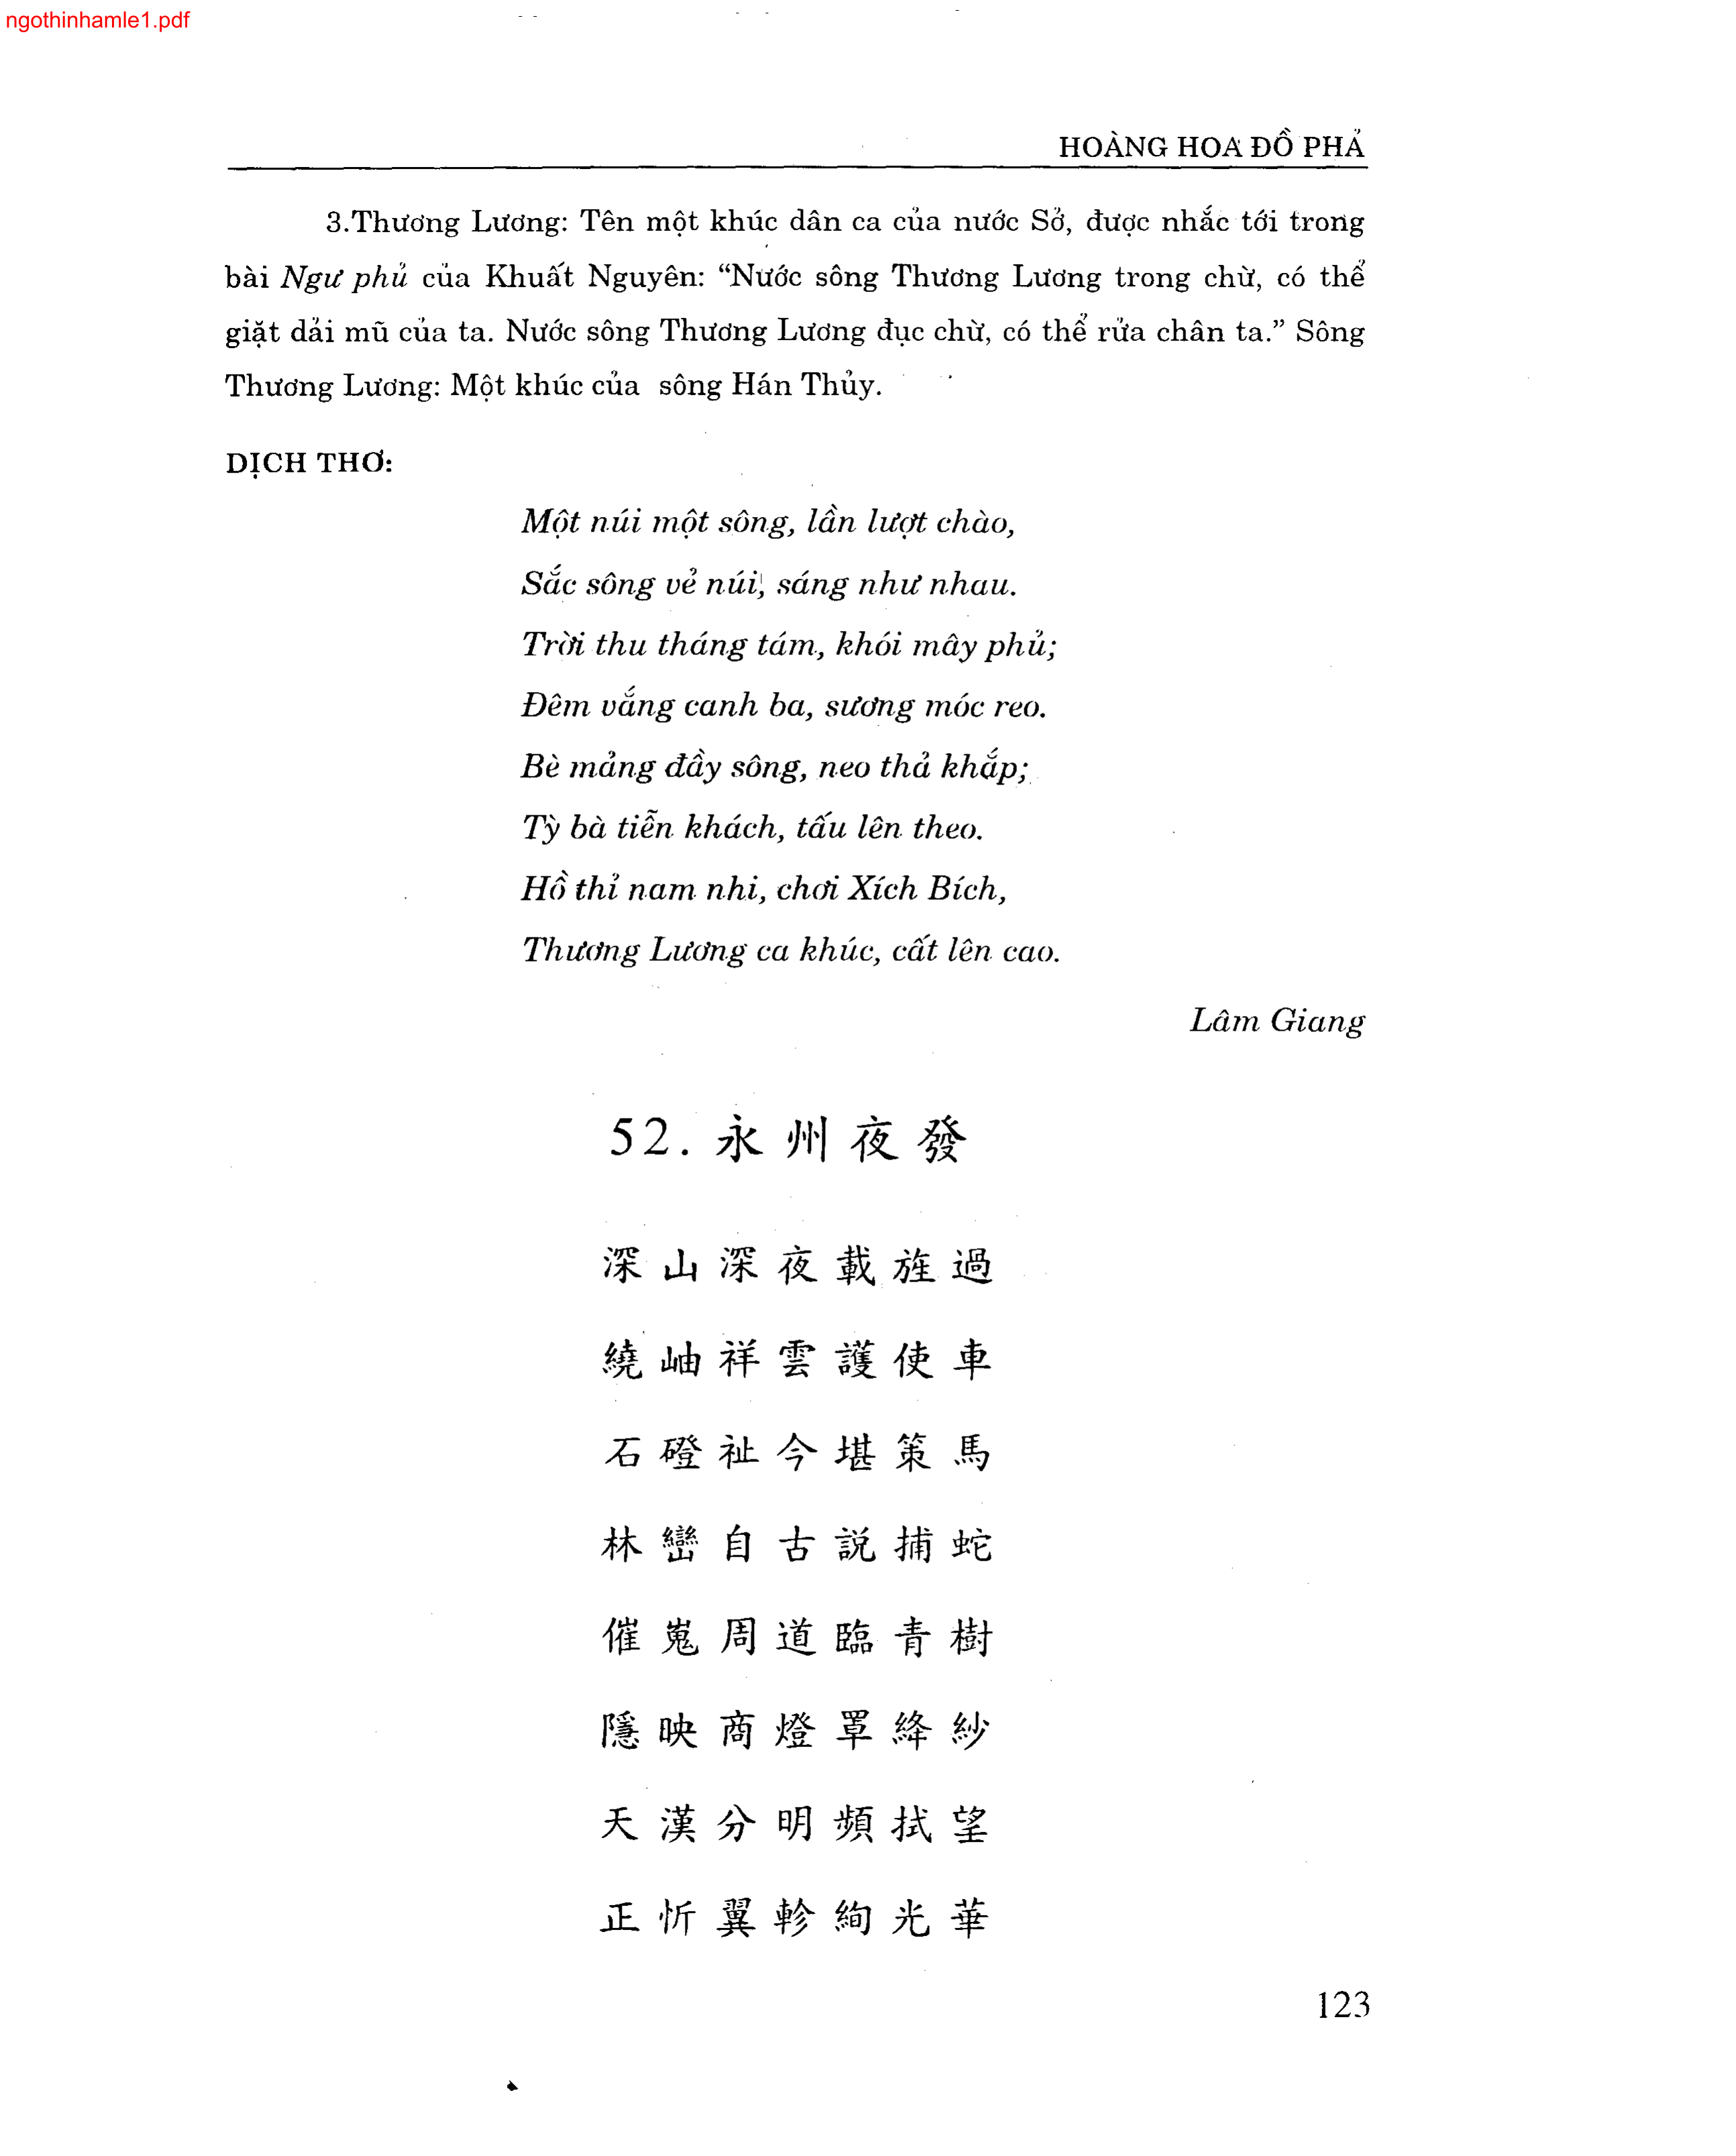 ngothinhamle1.pdf
HOÀNG HOA ĐỒ PHẢ
3.Thương Lương: Tên một khúc dân ca của nước Sở, được nhắc tới trong
bài Ngư phủ của Khuất Nguyên: “Nước sông Thương Lương trong chừ, có thể
giặt dải mũ của ta. Nước sông Thương Lương đục chừ, có thể rửa chân ta.” Sông
Thương Lương: Một khúc của sông Hán Thủy.
DỊCH THƠ:
Một núi một sông, lần lượt chào,
Sắc sông vẻ núi, sáng như nhau.
Trời thu tháng tám, khói mây phủ;
Đêm vắng canh ba, sương móc reo.
Bè mảng đầy sông, neo thả khắp;
Tỳ bà tiễn khách, tấu lên theo.
Hồ thỉ nam nhi, chơi Xích Bích,
Thương Lương ca khúc, cất lên cao.
Lâm Giang
52. 永州夜發
深山深夜載旌過
繞岫祥雲護使車
石磴祉今堪策馬
林巒自古説捕蛇
催嵬周道臨青樹
隱映商燈罩絳紗
天漢分明頻拭望
正忻翼軫絢光華
123